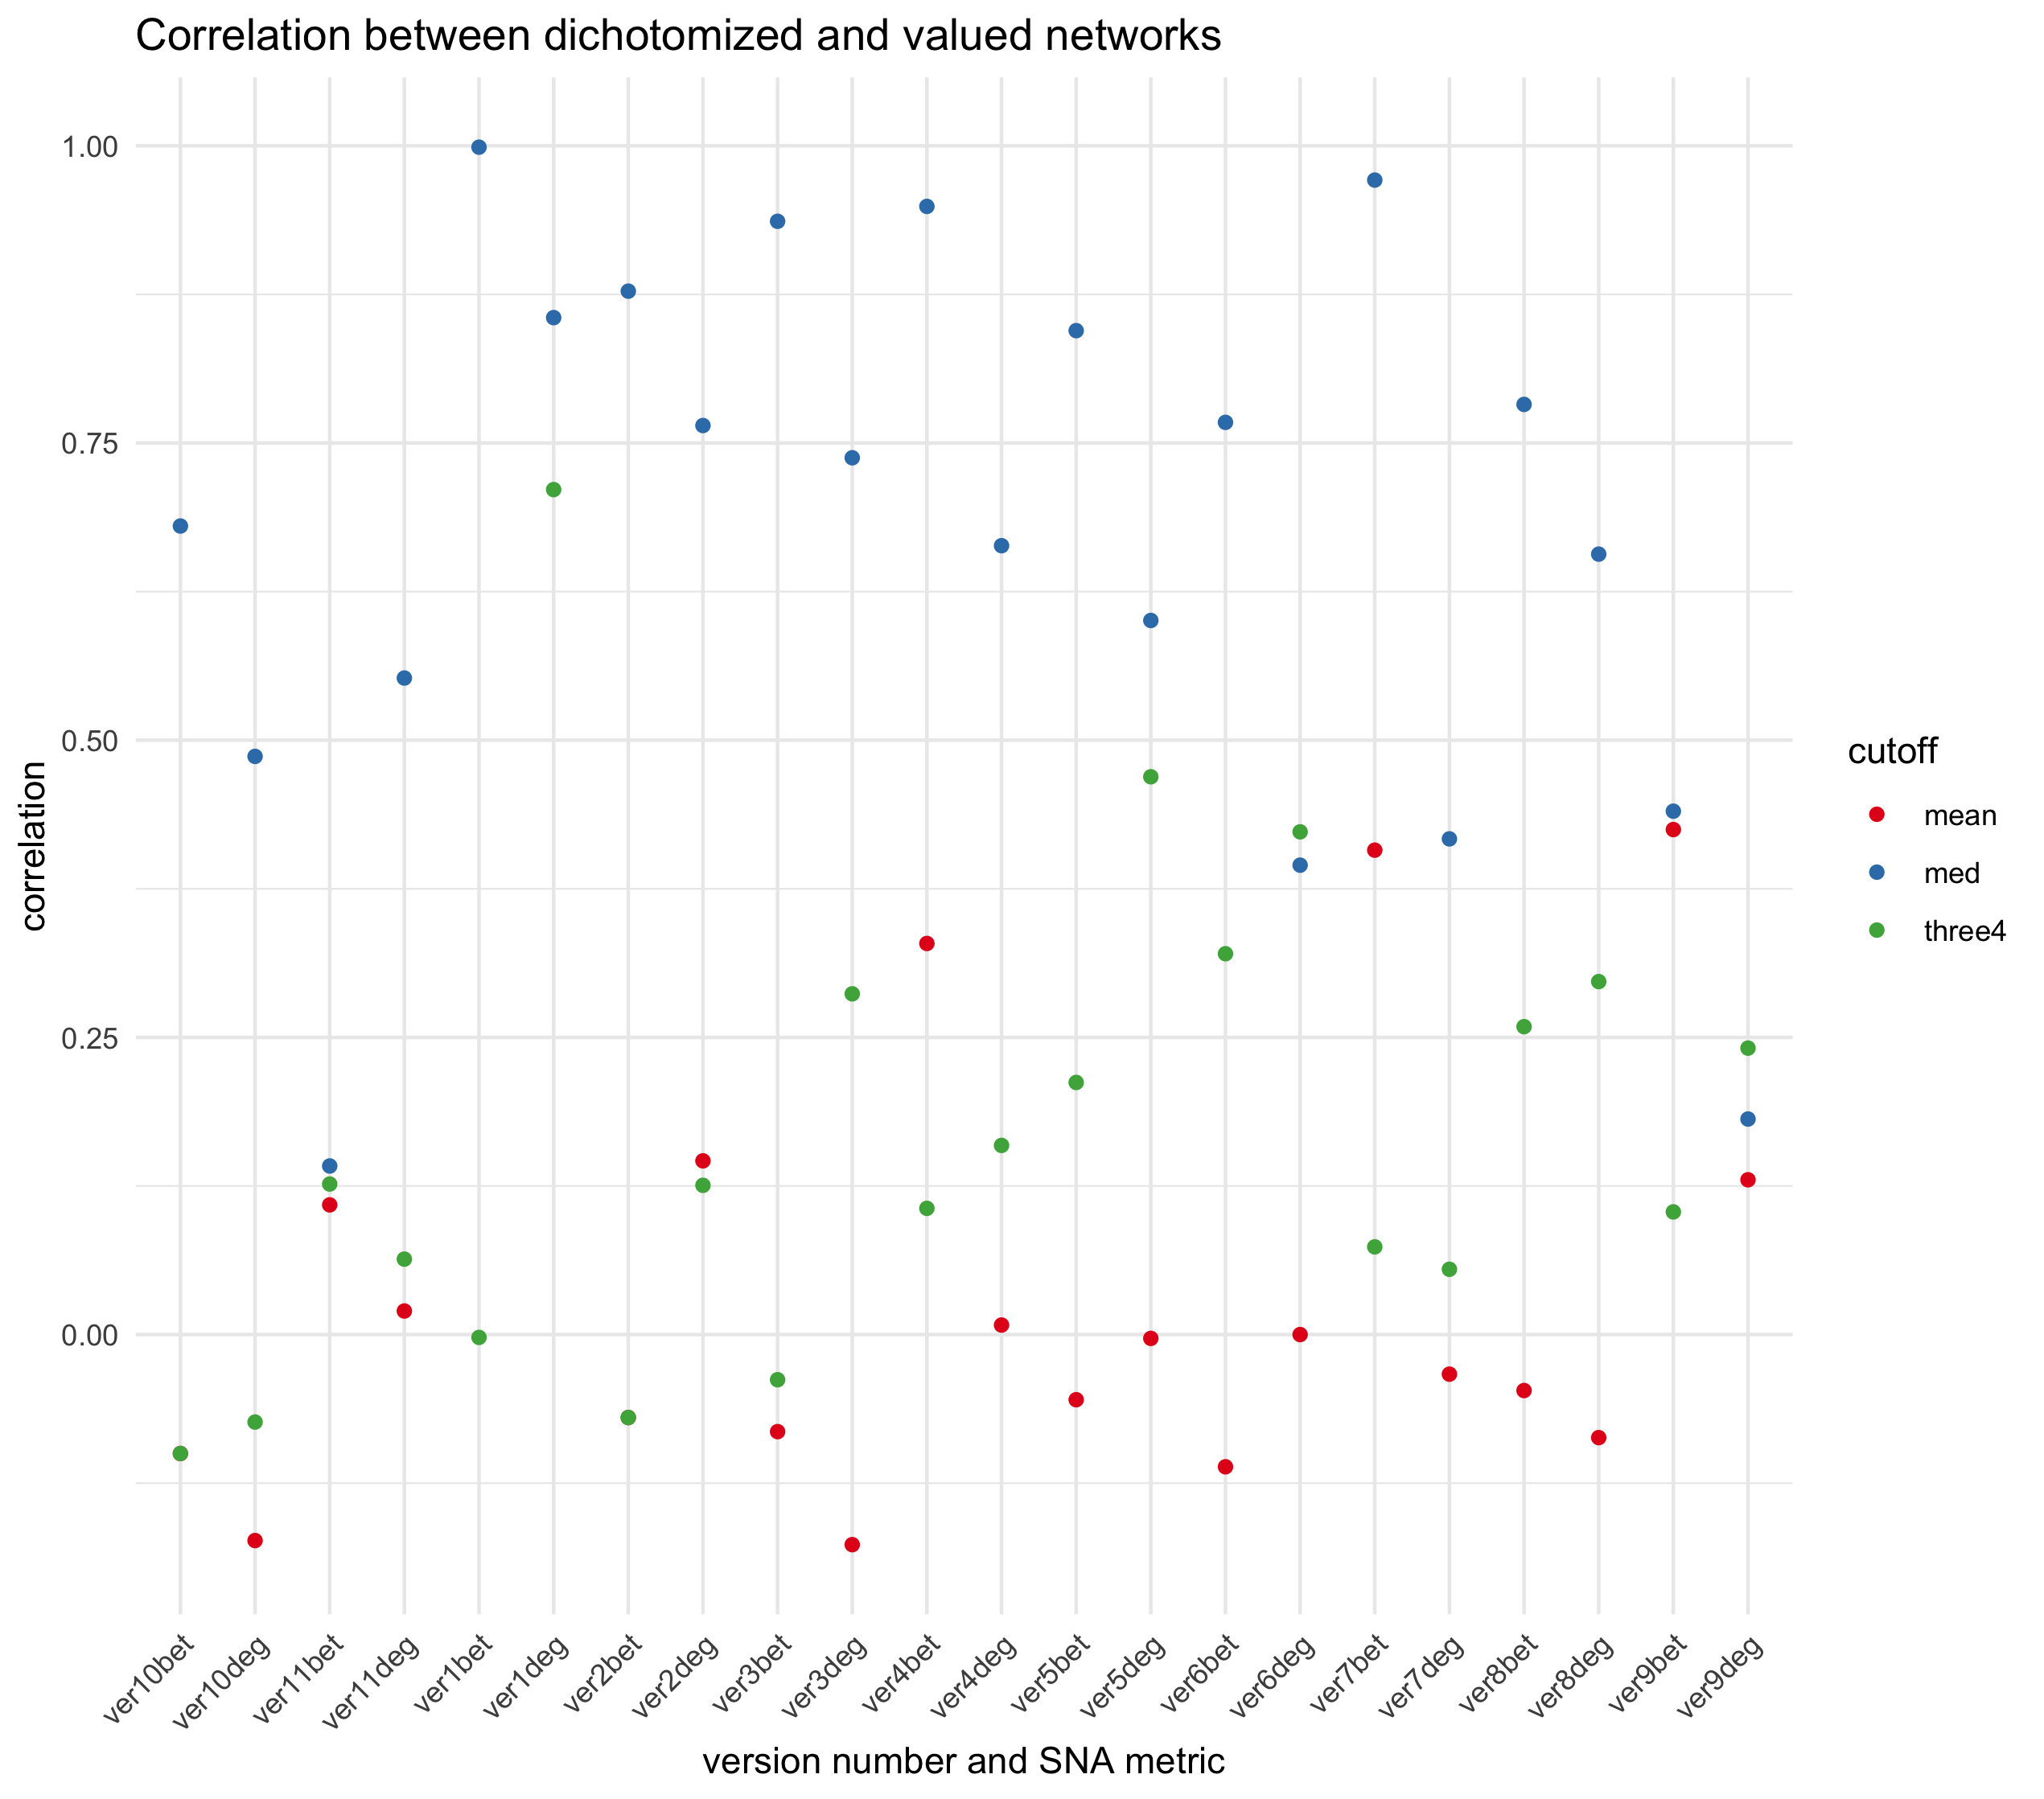 Correlation between dichotomized and valued networks
correlation
1.00
0.75
0.50
0.25
0.00
ver10bet
ver10deg
ver11bet
ver11deg
ver1bet
ver1deg
ver2bet
ver2deg
ver3bet
ver3deg
ver4bet
ver4deg
ver5bet
ver5deg
ver6bet
ver6deg
ver7bet
ver7deg
ver8bet
ver8deg
ver9bet
ver9deg
version number and SNA metric
cutoff
mean
med
three4